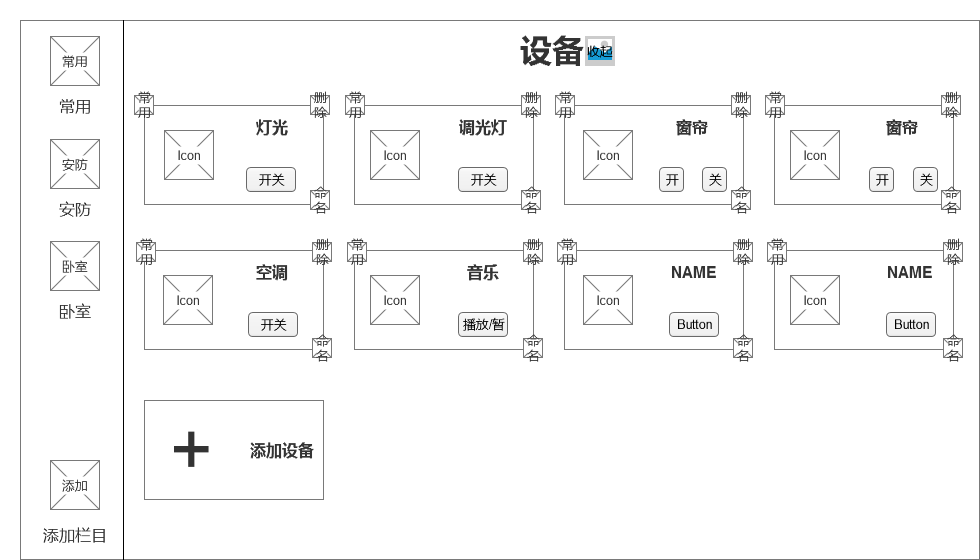 常用
常用
安防
安防
卧室
卧室
添加
添加栏目
设备 收起
常用 删除 常用 删除 常用 删除 常用 删除
灯光 调光灯 窗帘 窗帘
Icon Icon Icon Icon
开关 开关 开 关 开 关
命名 命名 命名 命名
常用 删除 常用 删除 常用 删除 常用 删除
空调 音乐 NAME NAME
Icon Icon Icon Icon
开关 播放/暂 Button Button
命名 命名 命名 命名
+ 添加设备